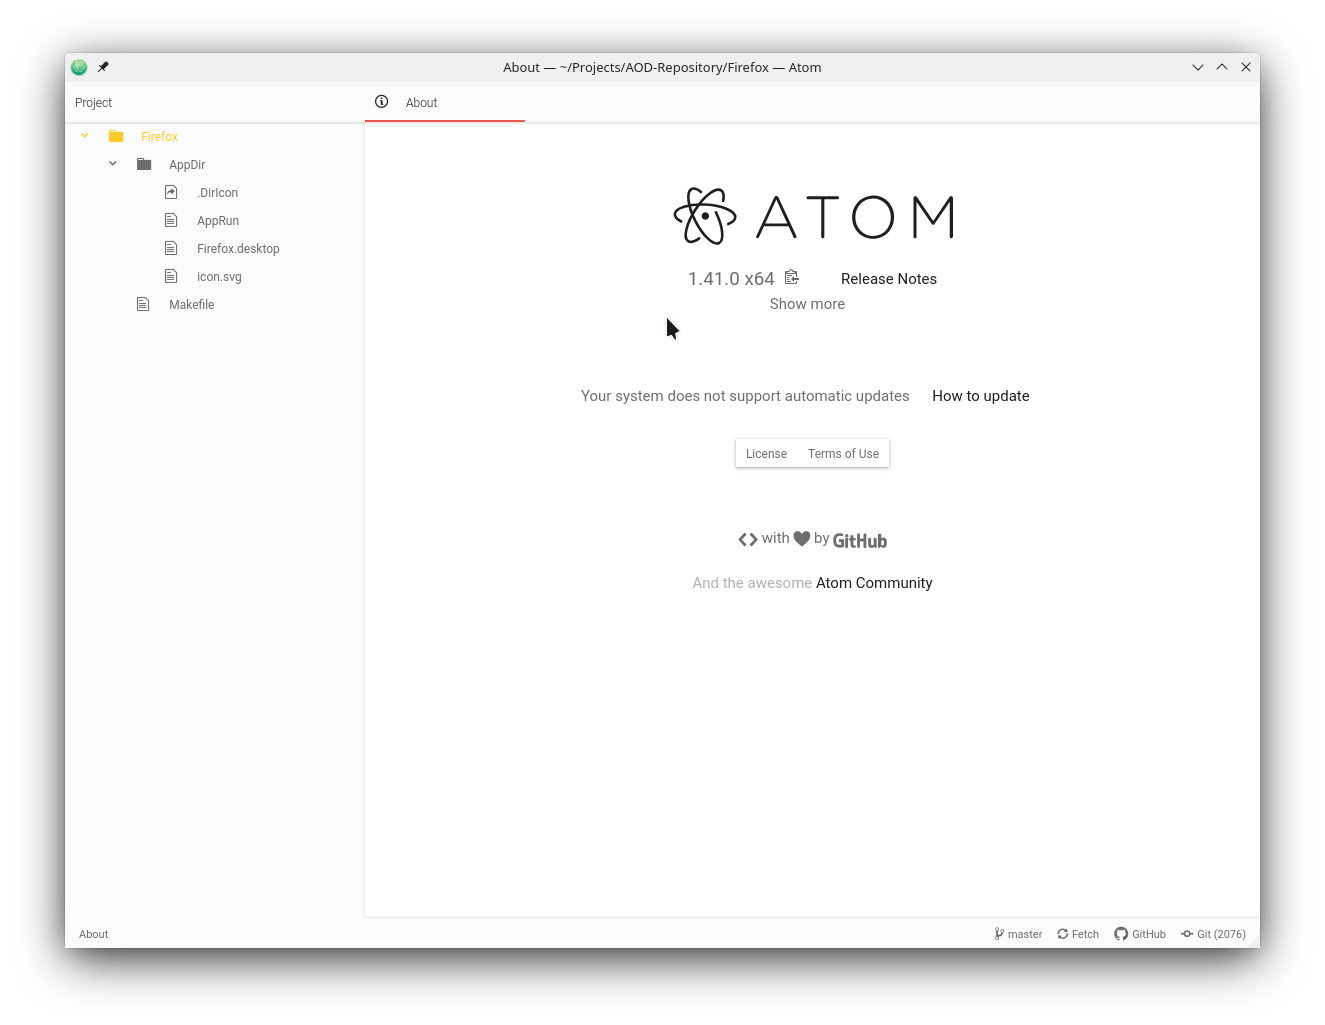 About — ~/Projects/AOD-Repository/Firefox — Atom
Project
About
Firefox
AppDir
.DirIcon
AppRun
Firefox.desktop
icon.svg
Makefile
ATOM
1.41.0 x64 Release Notes
Show more
Your system does not support automatic updates How to update
License Terms of Use
with by GitHub
And the awesome Atom Community
About master Fetch GitHub Git (2076)